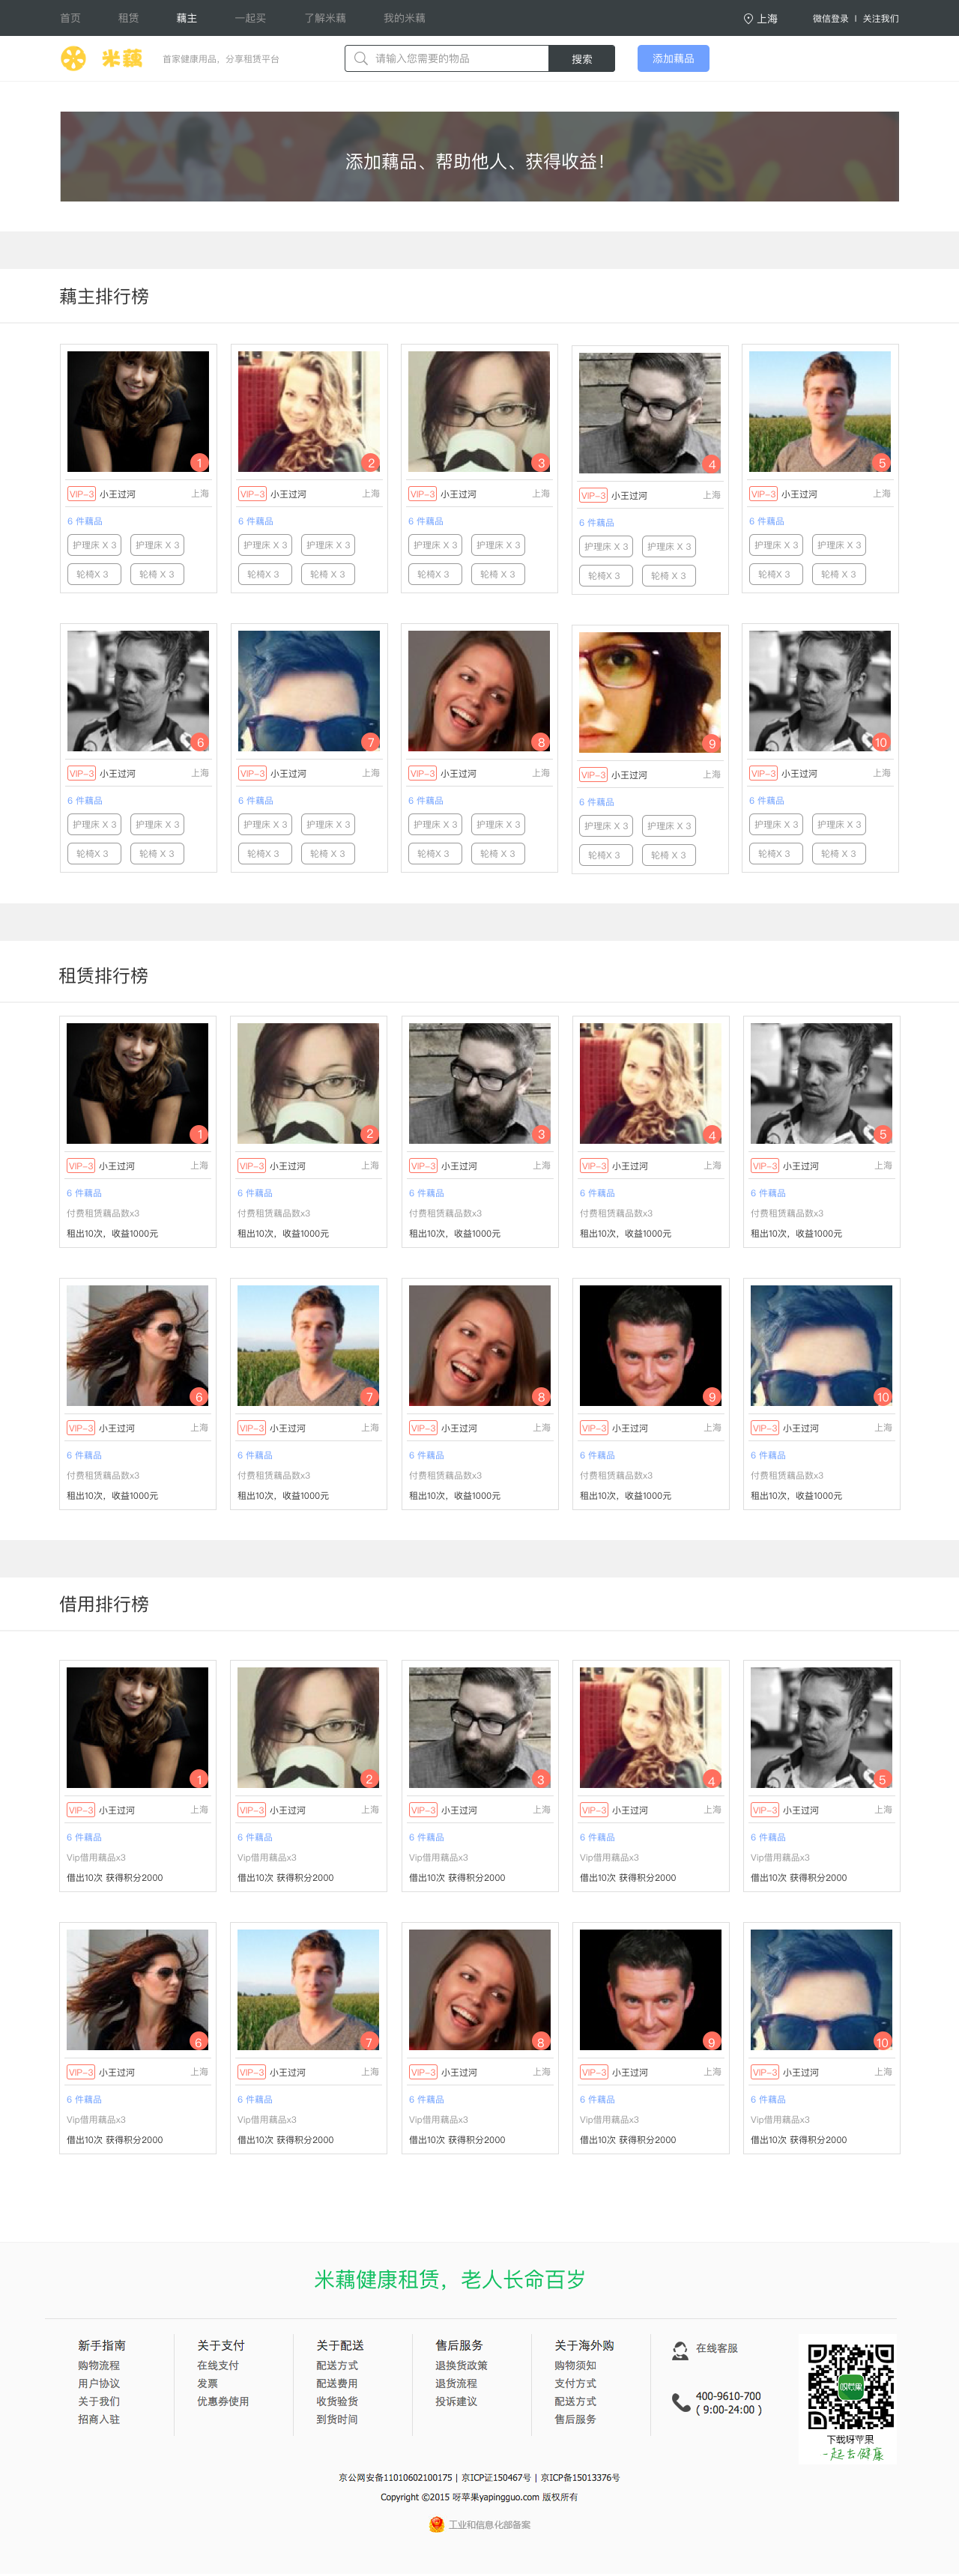 首页 租赁 藕主 一起买 了解米藕 我的米藕 上海 微信登录 | 关注我们
米藕 首家健康用品，分享租赁平台 请输入您需要的物品 搜索 添加藕品
添加藕品、帮助他人、获得收益！
藕主排行榜
1 2 3 4 5
VIP-3 小王过河 上海 VIP-3 小王过河 上海 VIP-3 小王过河 上海 VIP-3 小王过河 上海 VIP-3 小王过河 上海
6 件藕品 6 件藕品 6 件藕品 6 件藕品 6 件藕品
护理床 X 3 护理床 X 3 护理床 X 3 护理床 X 3 护理床 X 3 护理床 X 3 护理床 X 3 护理床 X 3 护理床 X 3 护理床 X 3
轮椅X 3 轮椅 X 3 轮椅X 3 轮椅 X 3 轮椅X 3 轮椅 X 3 轮椅X 3 轮椅 X 3 轮椅X 3 轮椅 X 3
6 7 8 9 10
VIP-3 小王过河 上海 VIP-3 小王过河 上海 VIP-3 小王过河 上海 VIP-3 小王过河 上海 VIP-3 小王过河 上海
6 件藕品 6 件藕品 6 件藕品 6 件藕品 6 件藕品
护理床 X 3 护理床 X 3 护理床 X 3 护理床 X 3 护理床 X 3 护理床 X 3 护理床 X 3 护理床 X 3 护理床 X 3 护理床 X 3
轮椅X 3 轮椅 X 3 轮椅X 3 轮椅 X 3 轮椅X 3 轮椅 X 3 轮椅X 3 轮椅 X 3 轮椅X 3 轮椅 X 3
租赁排行榜
1 2 3 4 5
VIP-3 小王过河 上海 VIP-3 小王过河 上海 VIP-3 小王过河 上海 VIP-3 小王过河 上海 VIP-3 小王过河 上海
6 件藕品 6 件藕品 6 件藕品 6 件藕品 6 件藕品
付费租赁藕品数x3 付费租赁藕品数x3 付费租赁藕品数x3 付费租赁藕品数x3 付费租赁藕品数x3
租出10次，收益1000元 租出10次，收益1000元 租出10次，收益1000元 租出10次，收益1000元 租出10次，收益1000元
6 7 8 9 10
VIP-3 小王过河 上海 VIP-3 小王过河 上海 VIP-3 小王过河 上海 VIP-3 小王过河 上海 VIP-3 小王过河 上海
6 件藕品 6 件藕品 6 件藕品 6 件藕品 6 件藕品
付费租赁藕品数x3 付费租赁藕品数x3 付费租赁藕品数x3 付费租赁藕品数x3 付费租赁藕品数x3
租出10次，收益1000元 租出10次，收益1000元 租出10次，收益1000元 租出10次，收益1000元 租出10次，收益1000元
借用排行榜
1 2 3 4 5
VIP-3 小王过河 上海 VIP-3 小王过河 上海 VIP-3 小王过河 上海 VIP-3 小王过河 上海 VIP-3 小王过河 上海
6 件藕品 6 件藕品 6 件藕品 6 件藕品 6 件藕品
Vip借用藕品x3 Vip借用藕品x3 Vip借用藕品x3 Vip借用藕品x3 Vip借用藕品x3
借出10次 获得积分2000 借出10次 获得积分2000 借出10次 获得积分2000 借出10次 获得积分2000 借出10次 获得积分2000
6 7 8 9 10
VIP-3 小王过河 上海 VIP-3 小王过河 上海 VIP-3 小王过河 上海 VIP-3 小王过河 上海 VIP-3 小王过河 上海
6 件藕品 6 件藕品 6 件藕品 6 件藕品 6 件藕品
Vip借用藕品x3 Vip借用藕品x3 Vip借用藕品x3 Vip借用藕品x3 Vip借用藕品x3
借出10次 获得积分2000 借出10次 获得积分2000 借出10次 获得积分2000 借出10次 获得积分2000 借出10次 获得积分2000
米藕健康租赁，老人长命百岁
新手指南 关于支付 关于配送 售后服务 关于海外购 在线客服
购物流程 在线支付 配送方式 退换货政策 购物须知
用户协议 发票 配送费用 退货流程 支付方式
关于我们 优惠券使用 收货验货 投诉建议 配送方式 400-9610-700
招商入驻 到货时间 售后服务 ( 9:00-24:00 )
呀苹果
下载呀苹果
一起去健康
京公网安备11010602100175 | 京ICP证150467号 | 京ICP备15013376号
Copyright ©2015 呀苹果yapingguo.com 版权所有
工业和信息化部备案